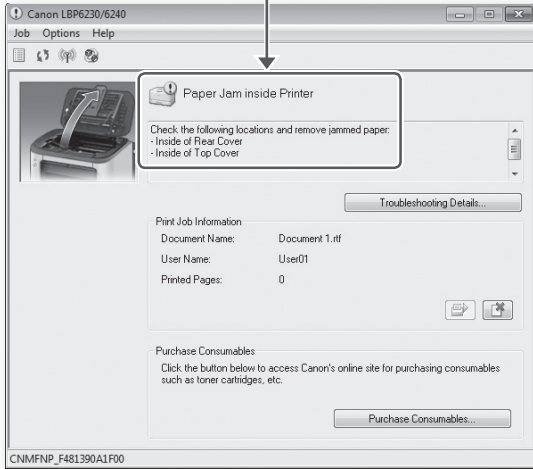 Canon LBP6230/6240
Job Options Help
Paper Jam inside Printer
Check the following locations and remove jammed paper:
- Inside of Rear Cover
- Inside of Top Cover
Troubleshooting Details...
Print Job Information
Document Name: Document 1.rtf
User Name: User01
Printed Pages: 0
Purchase Consumables
Click the button below to access Canon's online site for purchasing consumables
such as toner cartridges, etc.
Purchase Consumables...
CNMFNP_F481390A1F00